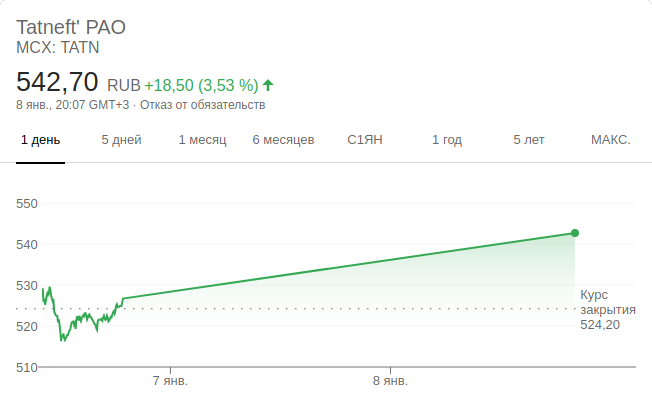 Tatneft' PAO
MCX: TATN
542,70 RUB +18,50 (3,53 %)
8 янв., 20:07 GMT+3 · Отказ от обязательств
1 день 5 дней 1 месяц 6 месяцев С1ЯН 1 год 5 лет МАКС.
550
540
530
520
510
Курс
закрытия
524,20
7 янв. 8 янв.